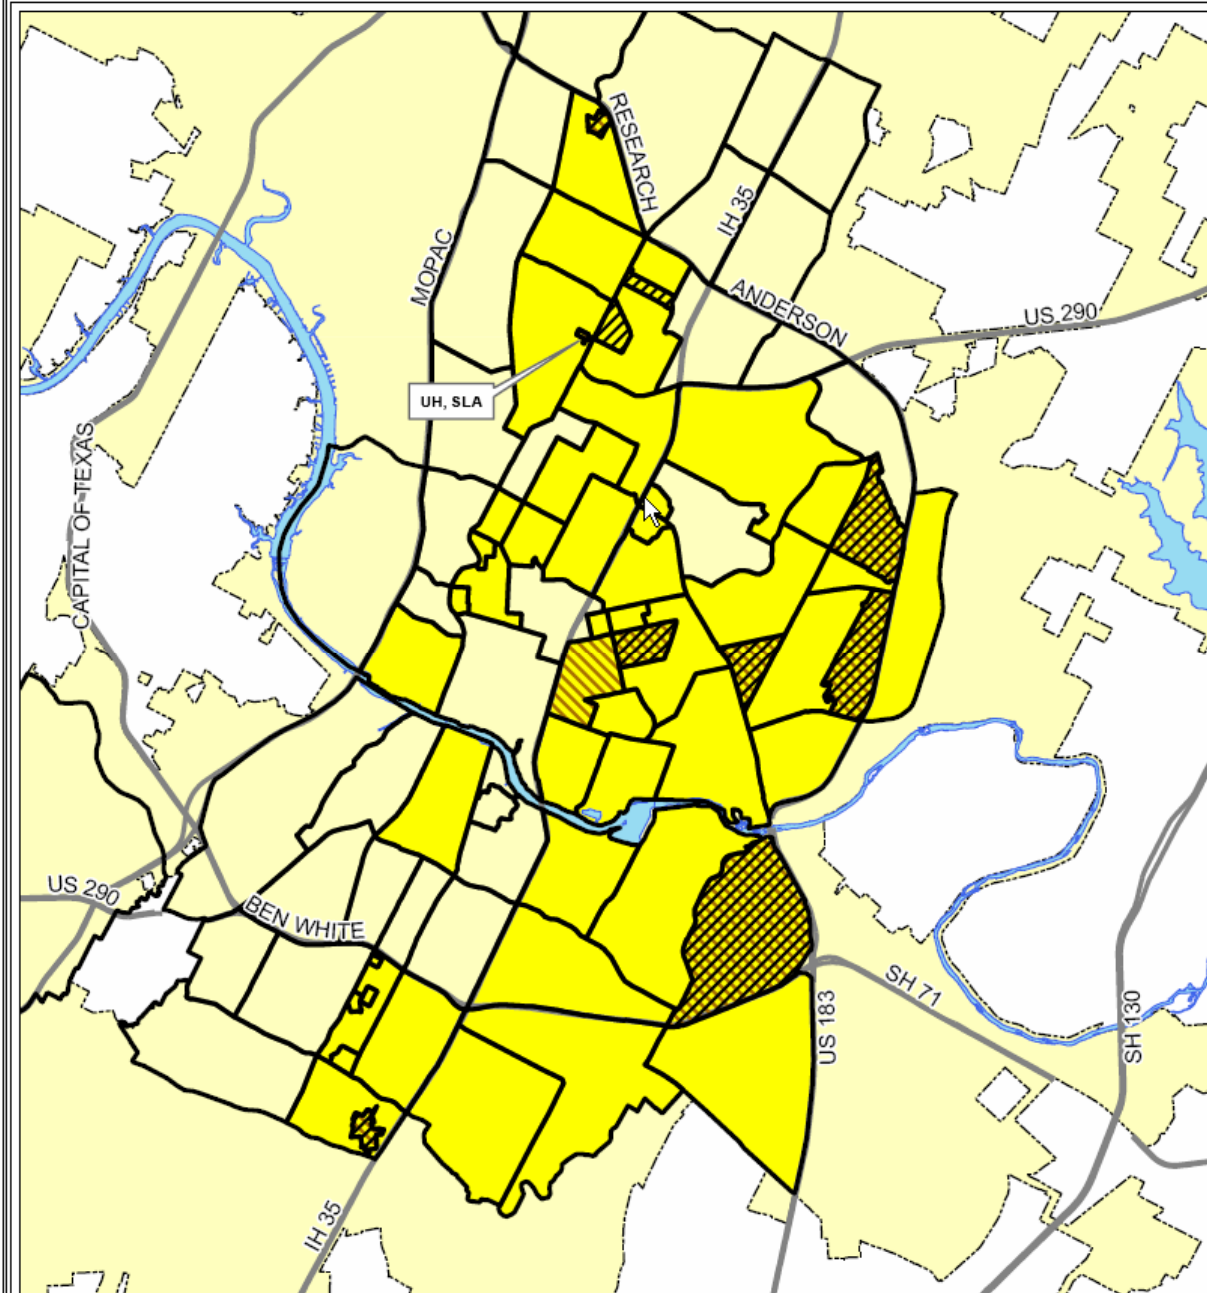 RESEARCH
IH 35
MOPAC
ANDERSON
US 290
UH, SLA
CAPITAL OF TEXAS
US 290
BEN WHITE
SH 71
US 183
SH 130
IH 35